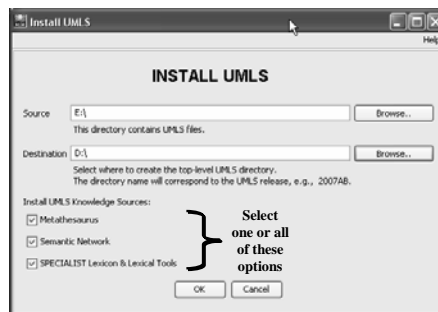 Install UMLS
Help
INSTALL UMLS
Source E:\ Browse..
This directory contains UMLS files.
Destination D:\ Browse..
Select where to create the top-level UMLS directory.
The directory name will correspond to the UMLS release, e.g., 2007AB.
Install UMLS Knowledge Sources:
Metathesaurus
Semantic Network
SPECIALIST Lexicon & Lexical Tools
Select
one or all
of these
options
OK Cancel